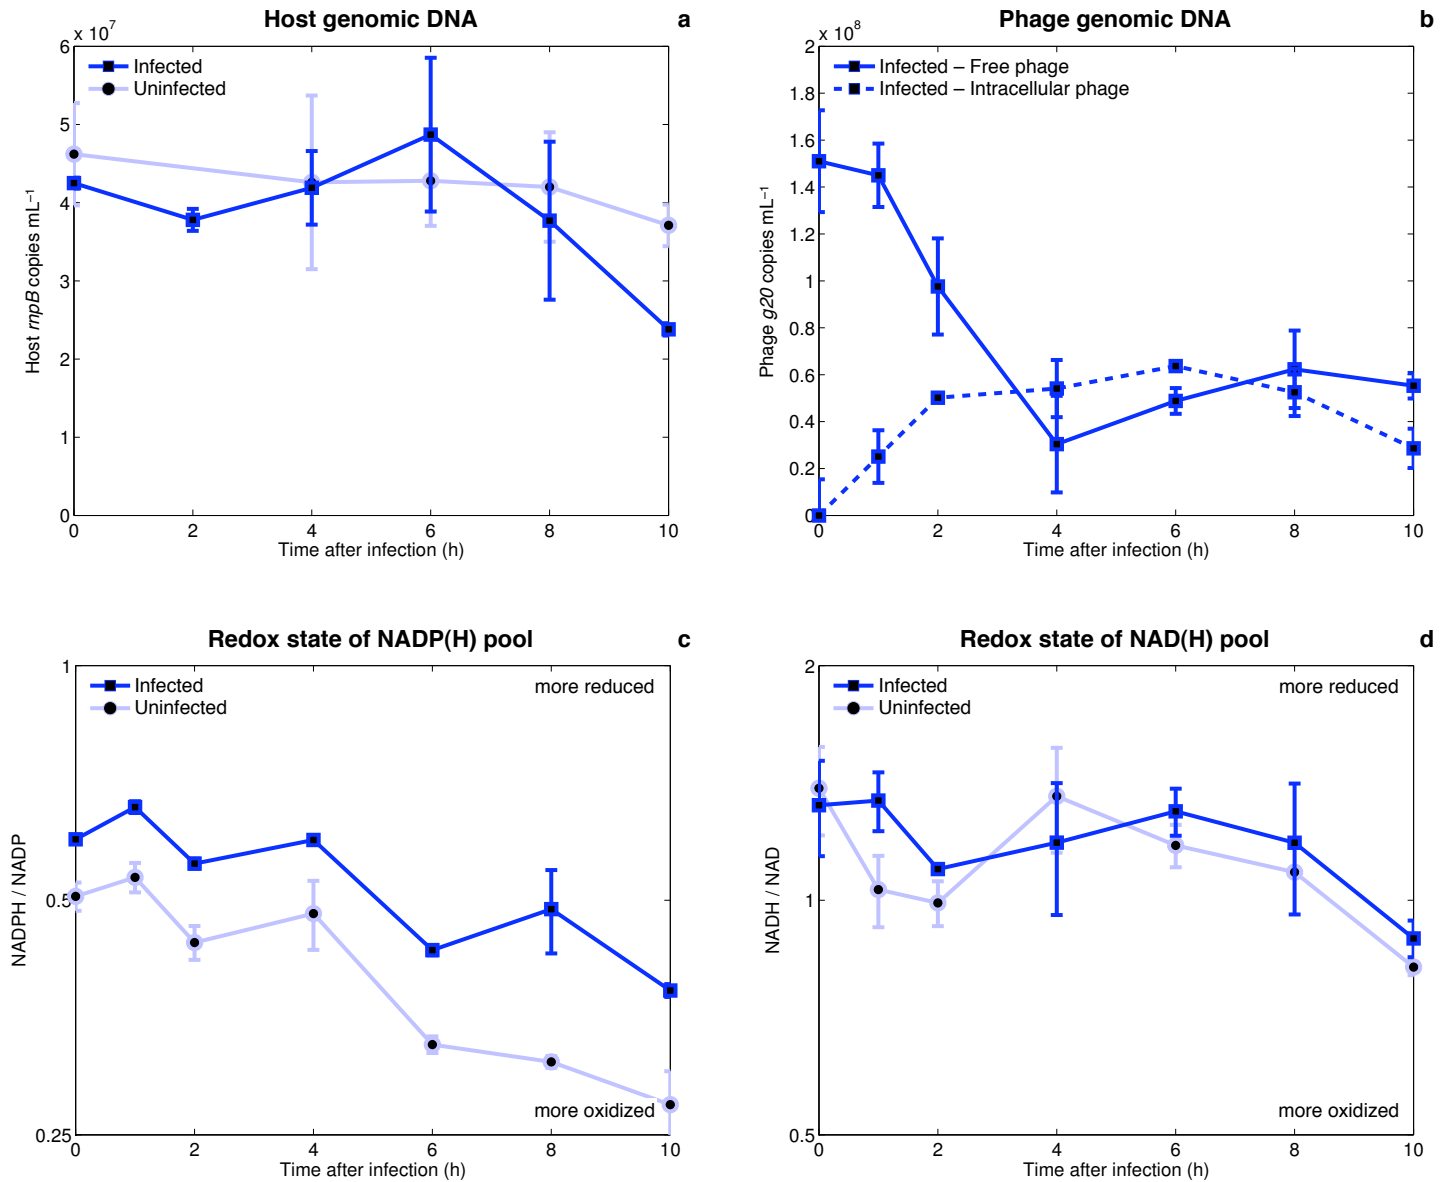 Host genomic DNA
a
x 10⁷
Infected
Uninfected
6
5
4
3
2
1
0
Host rnpB copies mL⁻¹
0 2 4 6 8 10
Time after infection (h)
Phage genomic DNA
b
x 10⁸
Infected – Free phage
Infected – Intracellular phage
2
1.8
1.6
1.4
1.2
1
0.8
0.6
0.4
0.2
0
Phage g20 copies mL⁻¹
0 2 4 6 8 10
Time after infection (h)
Redox state of NADP(H) pool
c
Infected
Uninfected
more reduced
1
0.5
0.25
NADPH / NADP
more oxidized
0 2 4 6 8 10
Time after infection (h)
Redox state of NAD(H) pool
d
Infected
Uninfected
more reduced
2
1
0.5
NADH / NAD
more oxidized
0 2 4 6 8 10
Time after infection (h)